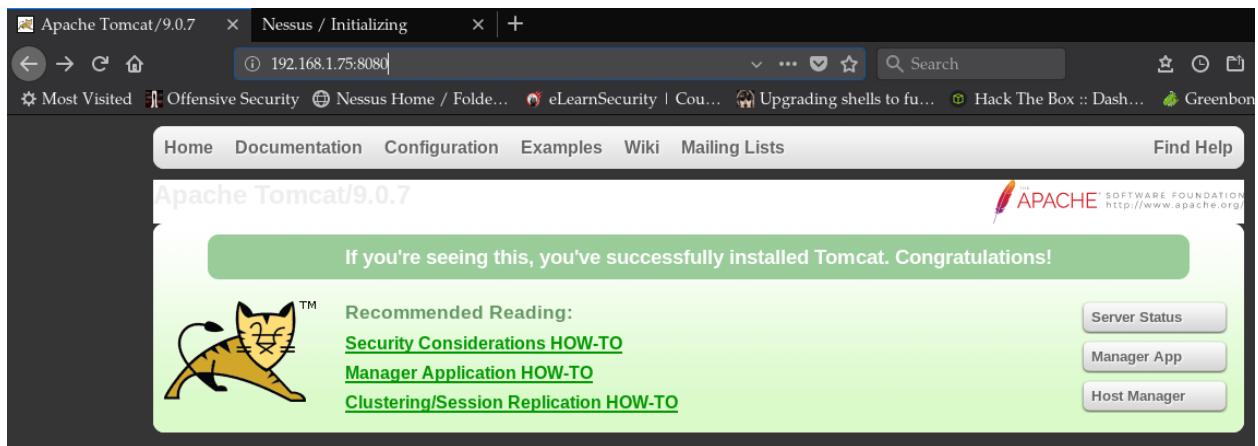 Apache Tomcat/9.0.7 Nessus / Initializing
192.168.1.75:8080 Search
Most Visited Offensive Security Nessus Home / Folde... eLearnSecurity | Cou... Upgrading shells to fu... Hack The Box :: Dash... Greenbon
Home Documentation Configuration Examples Wiki Mailing Lists Find Help
Apache Tomcat/9.0.7
THE APACHE SOFTWARE FOUNDATION
http://www.apache.org/
If you're seeing this, you've successfully installed Tomcat. Congratulations!
TM
Recommended Reading:
Security Considerations HOW-TO
Manager Application HOW-TO
Clustering/Session Replication HOW-TO
Server Status
Manager App
Host Manager